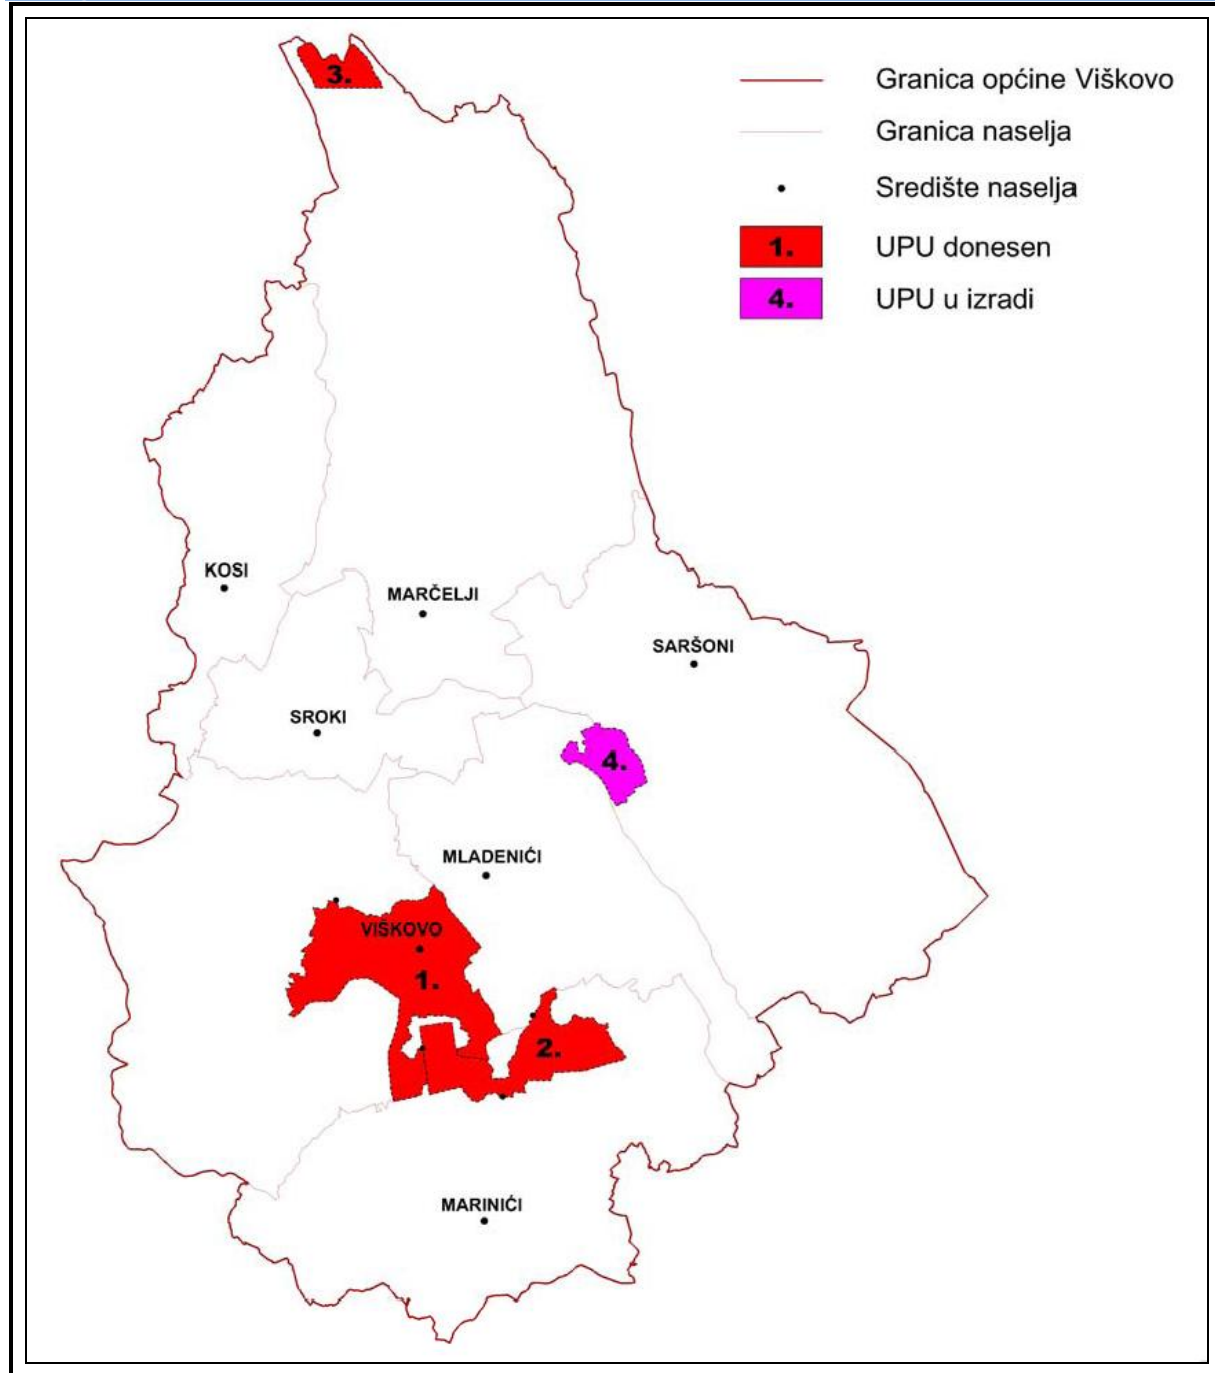 3.
Granica općine Viškovo
Granica naselja
Središte naselja
1. UPU donesen
4. UPU u izradi
KOSI
MARČELJI
SARŠONI
SROKI
4.
MLADENIĆI
VIŠKOVO
1.
2.
MARINIĆI